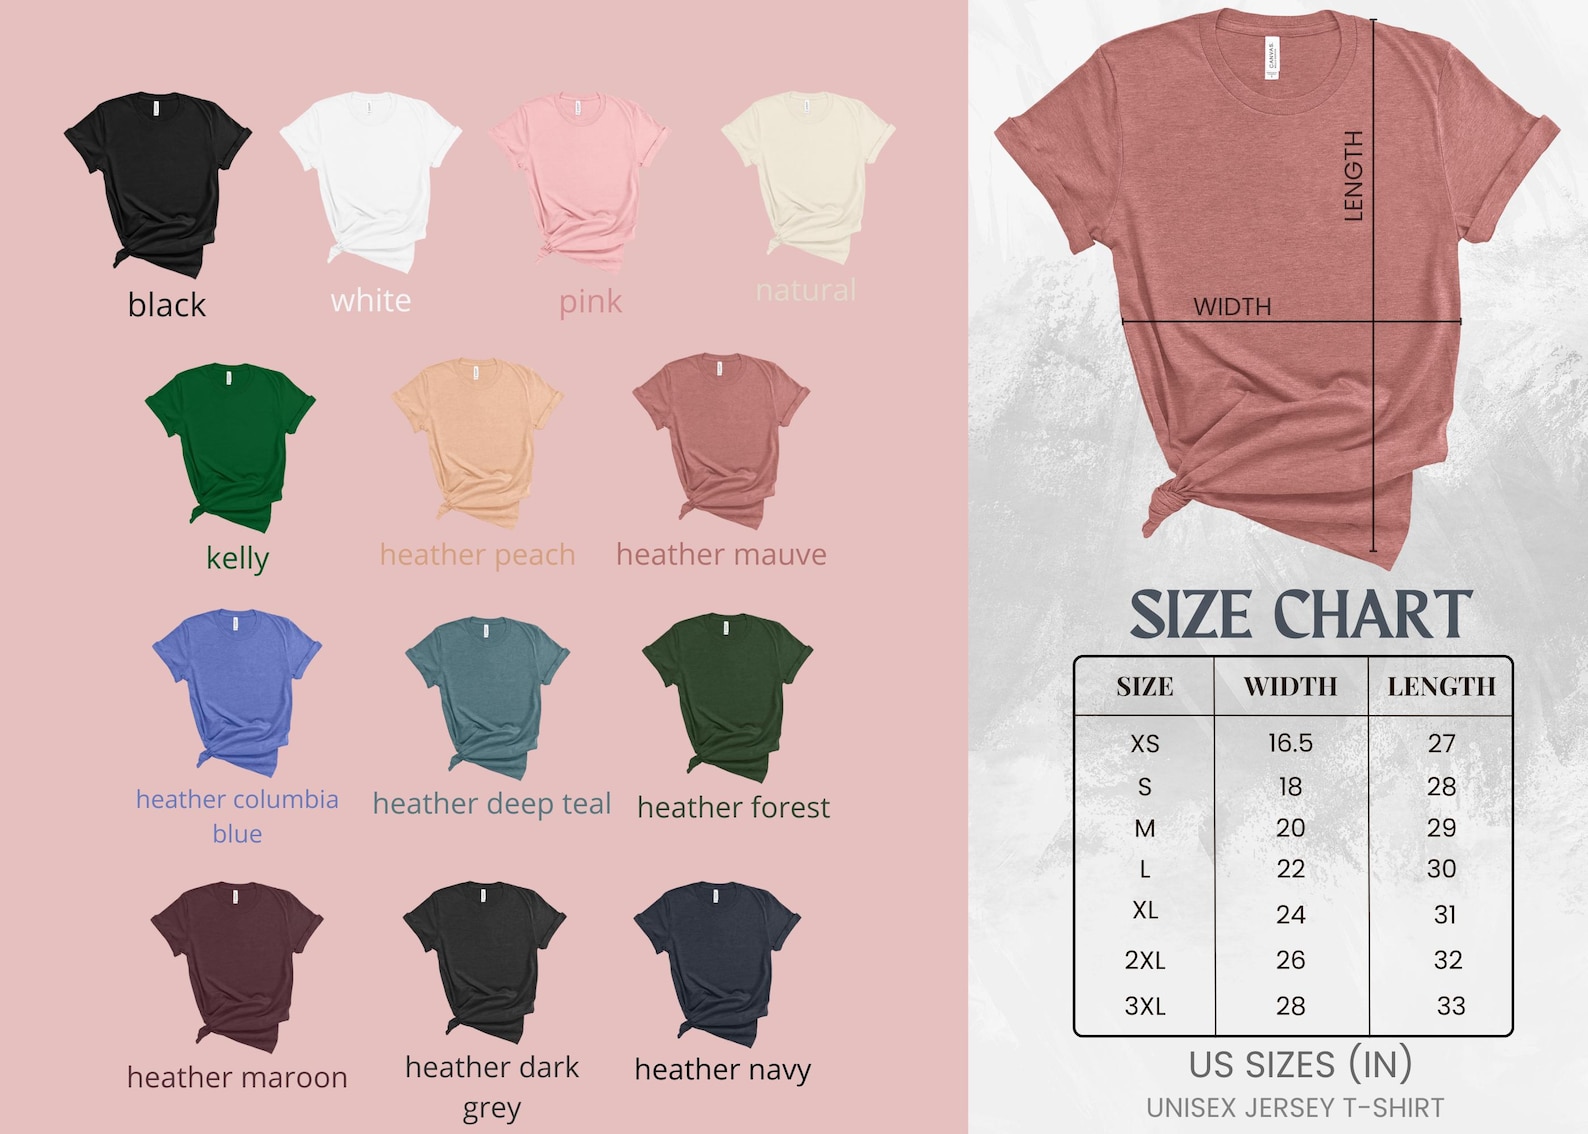 black
white
pink
natural
kelly
heather peach
heather mauve
heather columbia
blue
heather deep teal
heather forest
heather maroon
heather dark
grey
heather navy
CANVAS
LENGTH
WIDTH
SIZE CHART
SIZE WIDTH LENGTH
XS 16.5 27
S 18 28
M 20 29
L 22 30
XL 24 31
2XL 26 32
3XL 28 33
US SIZES (IN)
UNISEX JERSEY T-SHIRT